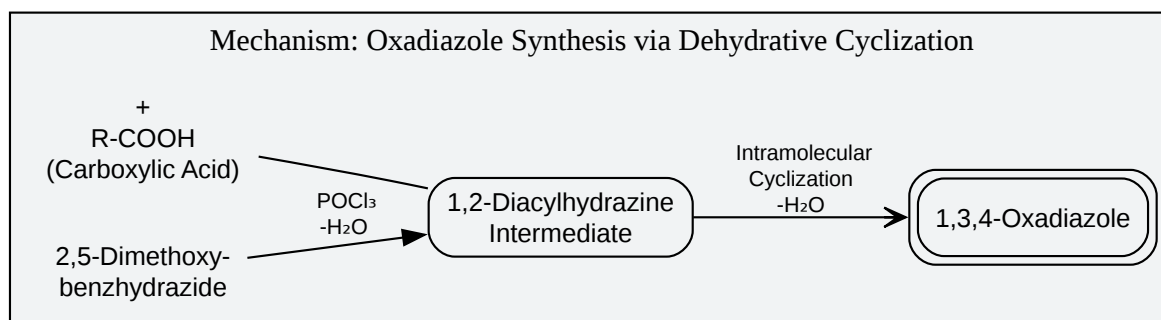 Mechanism: Oxadiazole Synthesis via Dehydrative Cyclization
+
R-COOH
(Carboxylic Acid)
POCl₃
-H₂O
2,5-Dimethoxy-
benzhydrazide
1,2-Diacylhydrazine
Intermediate
Intramolecular
Cyclization
-H₂O
1,3,4-Oxadiazole